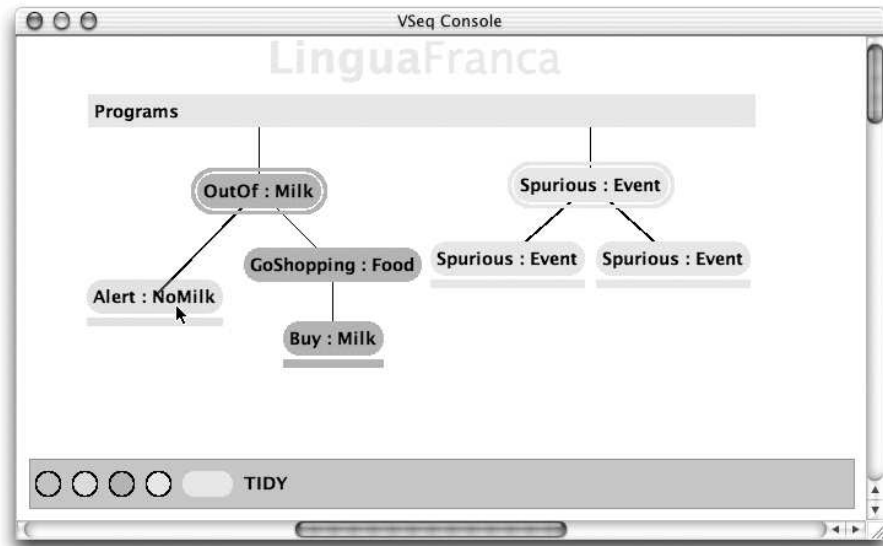 VSeq Console
LinguaFranca
Programs
OutOf : Milk
Spurious : Event
GoShopping : Food
Spurious : Event
Spurious : Event
Alert : NoMilk
Buy : Milk
TIDY